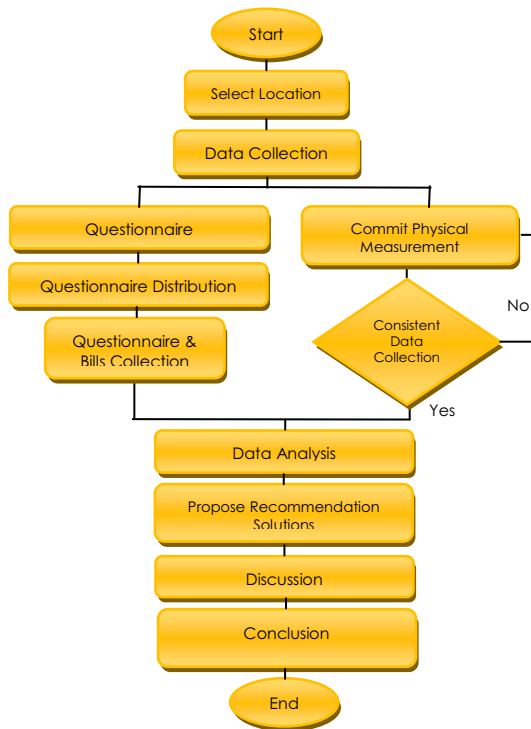 Start
Select Location
Data Collection
Questionnaire
Questionnaire Distribution
Questionnaire &
Bills Collection
Commit Physical
Measurement
No
Consistent
Data
Collection
Yes
Data Analysis
Propose Recommendation
Solutions
Discussion
Conclusion
End